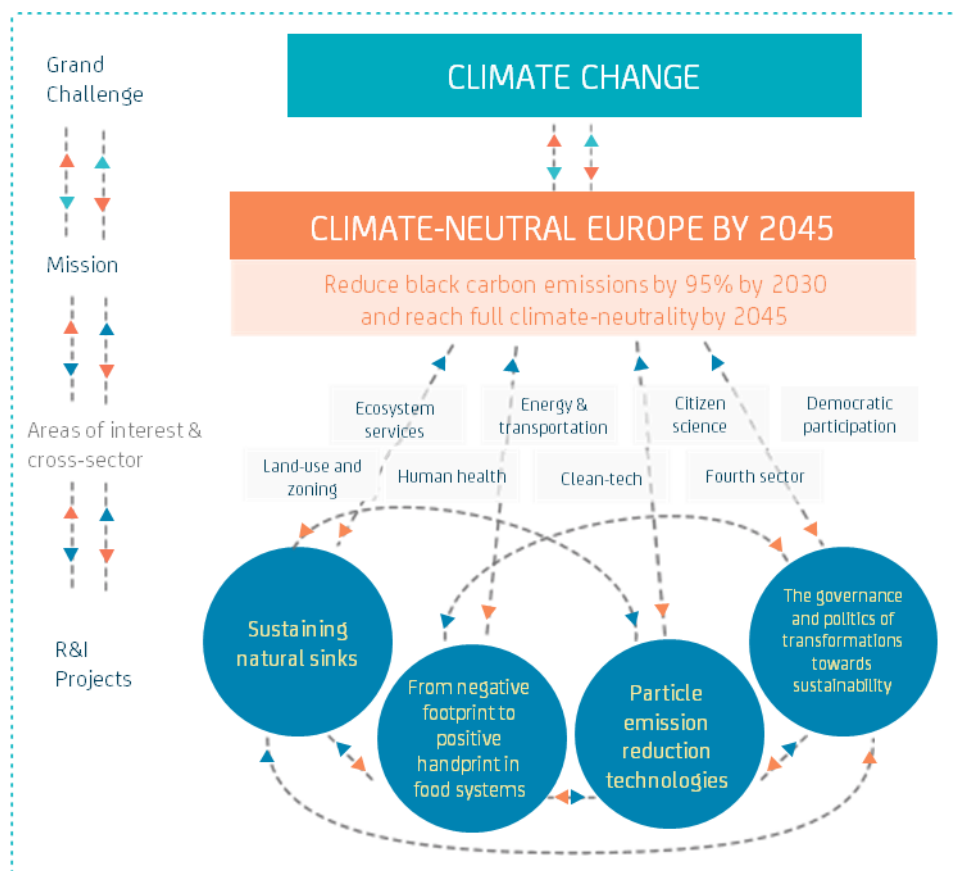 Grand
Challenge
CLIMATE CHANGE
CLIMATE-NEUTRAL EUROPE BY 2045
Mission
Reduce black carbon emissions by 95% by 2030
and reach full climate-neutrality by 2045
Areas of interest &
cross-sector
Ecosystem
services
Energy &
transportation
Citizen
science
Democratic
participation
Land-use and
zoning
Human health
Clean-tech
Fourth sector
R&I
Projects
Sustaining
natural sinks
From negative
footprint to
positive
handprint in
food systems
Particle
emission
reduction
technologies
The governance
and politics of
transformations
towards
sustainability